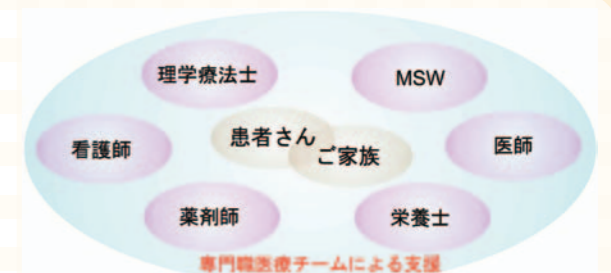 理学療法士
MSW
看護師
患者さん
ご家族
医師
薬剤師
栄養士
専門職医療チームによる支援